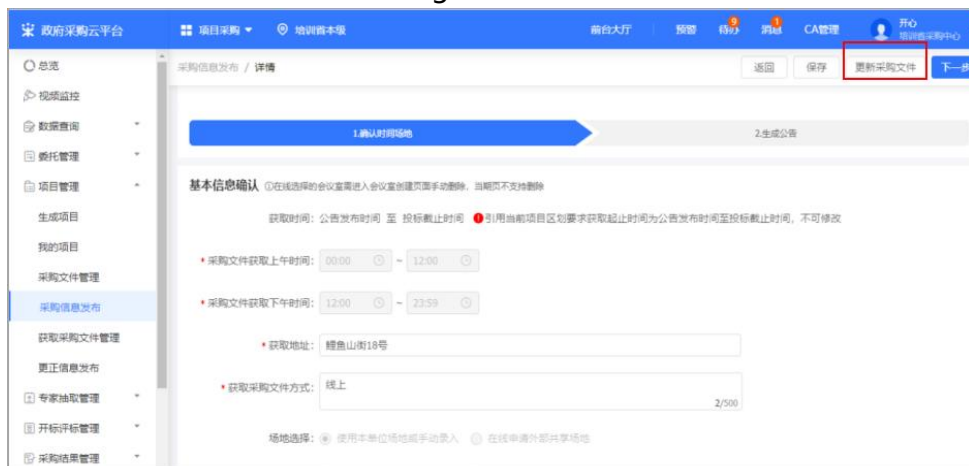 政府采购云平台
项目采购
培训省本级
前台大厅
预警
待办
9
消息
1
CA管理
开心
培训省采购中心
总览
采购信息发布 / 详情
返回
保存
更新采购文件
下一步
视频监控
数据查询
委托管理
项目管理
生成项目
我的项目
采购文件管理
采购信息发布
获取采购文件管理
更正信息发布
专家抽取管理
开标评标管理
采购结果管理
1.确认时间场地
2.生成公告
基本信息确认 在线选择的会议室需进入会议室创建页面手动删除，当期页不支持删除
获取时间: 公告发布时间 至 投标截止时间 引用当前项目区划要求获取起止时间为公告发布时间至投标截止时间，不可修改
* 采购文件获取上午时间: 00:00 ~ 12:00
* 采购文件获取下午时间: 12:00 ~ 23:59
* 获取地址: 鲤鱼山街18号
* 获取采购文件方式: 线上
2/500
场地选择: 使用本单位场地或手动录入 在线申请外部共享场地